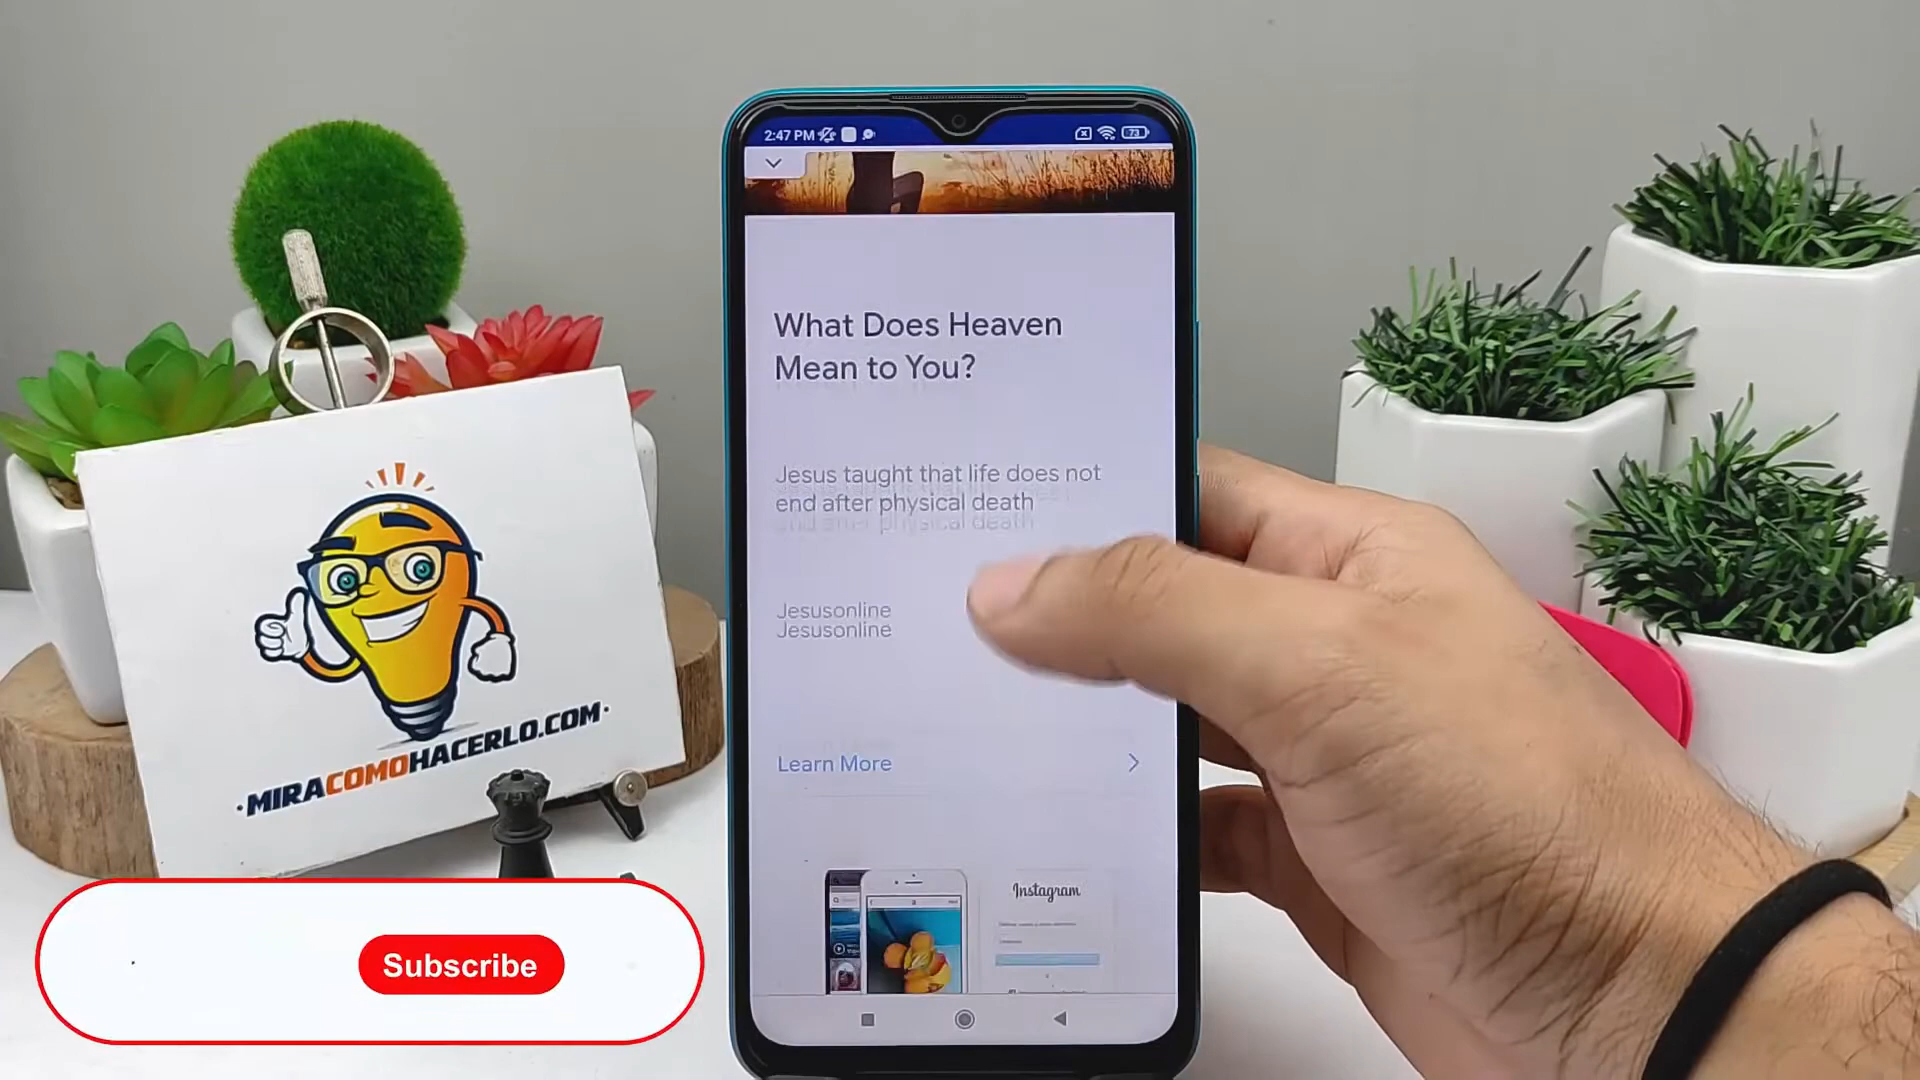 2:47 PM
73
What Does Heaven
Mean to You?
Jesus taught that life does not
end after physical death
Jesusonline
Jesusonline
Learn More
Instagram
·MIRACOMOHACERLO.COM·
Subscribe